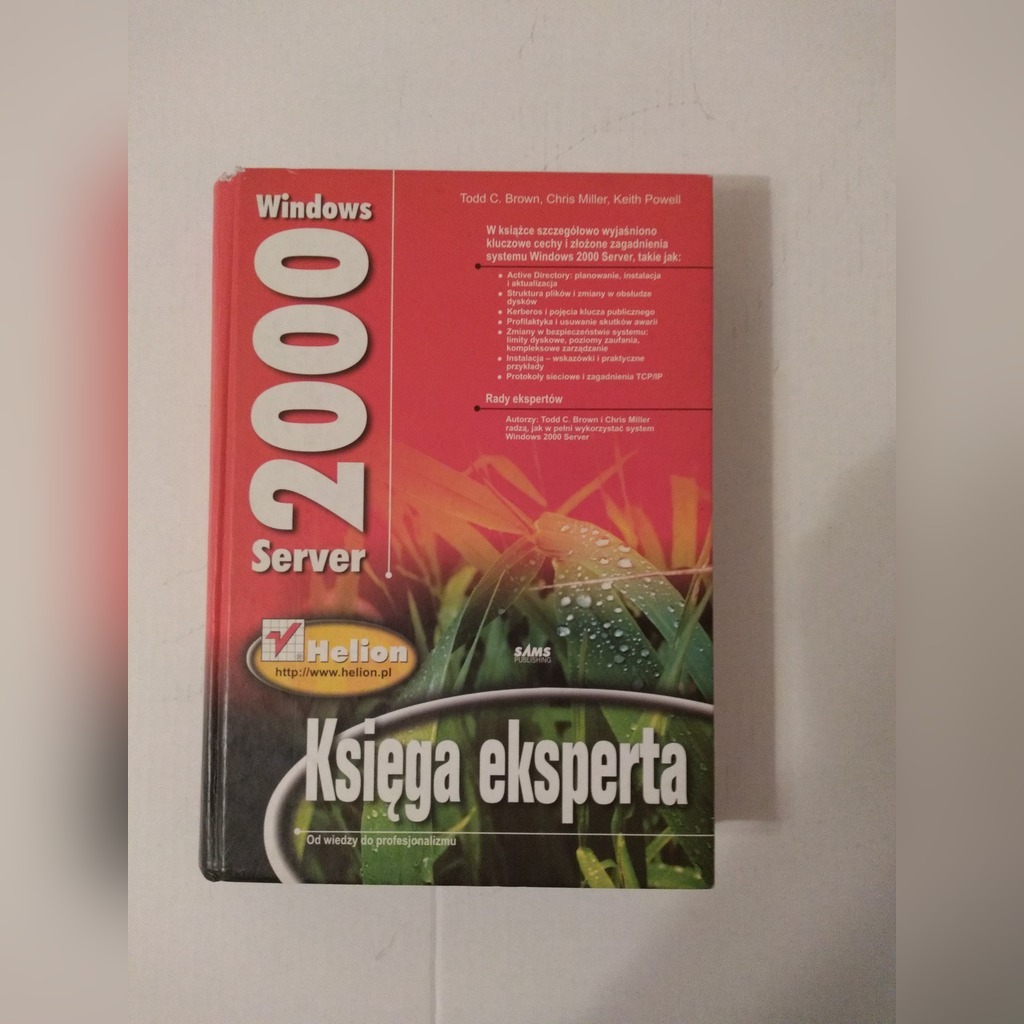 Windows
2000
Server
Todd C. Brown, Chris Miller, Keith Powell
W książce szczegółowo wyjaśniono
kluczowe cechy i złożone zagadnienia
systemu Windows 2000 Server, takie jak:
• Active Directory: planowanie, instalacja
i aktualizacja
• Struktura plików i zmiany w obsłudze
dysków
• Kerberos i pojęcia klucza publicznego
• Profilaktyka i usuwanie skutków awarii
• Zmiany w bezpieczeństwie systemu:
limity dyskowe, poziomy zaufania,
kompleksowe zarządzanie
• Instalacja – wskazówki i praktyczne
przykłady
• Protokoły sieciowe i zagadnienia TCP/IP
Rady ekspertów
Autorzy: Todd C. Brown i Chris Miller
radzą, jak w pełni wykorzystać system
Windows 2000 Server
Helion
http://www.helion.pl
SAMS
PUBLISHING
Księga eksperta
Od wiedzy do profesjonalizmu